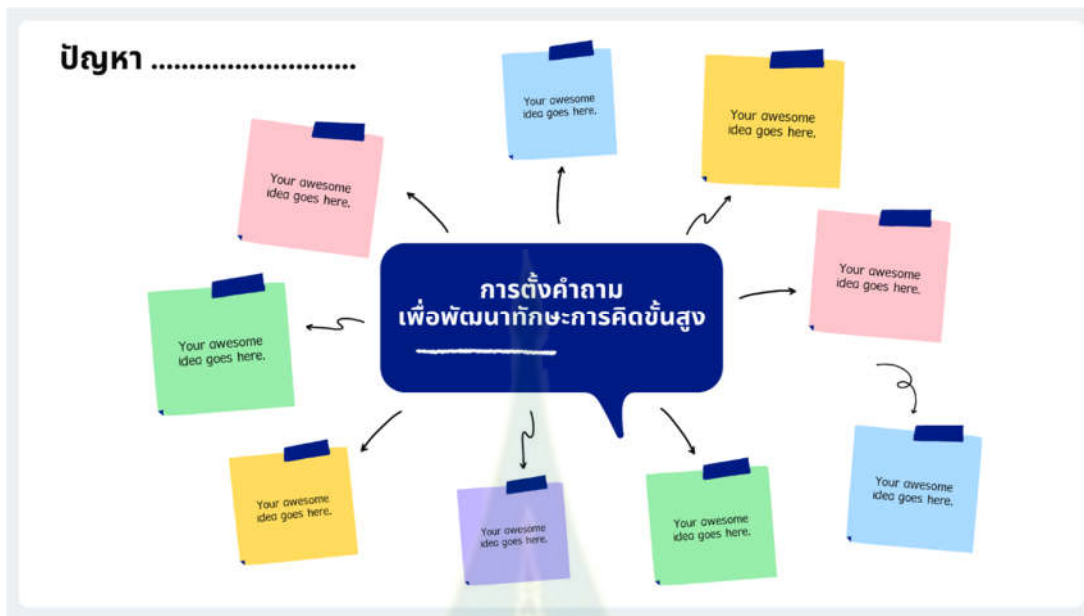 ปัญหา ...........................
Your awesome
idea goes here.
Your awesome
idea goes here.
Your awesome
idea goes here.
Your awesome
idea goes here.
การตั้งคำถาม
เพื่อพัฒนาทักษะการคิดขั้นสูง
Your awesome
idea goes here.
Your awesome
idea goes here.
Your awesome
idea goes here.
Your awesome
idea goes here.
Your awesome
idea goes here.